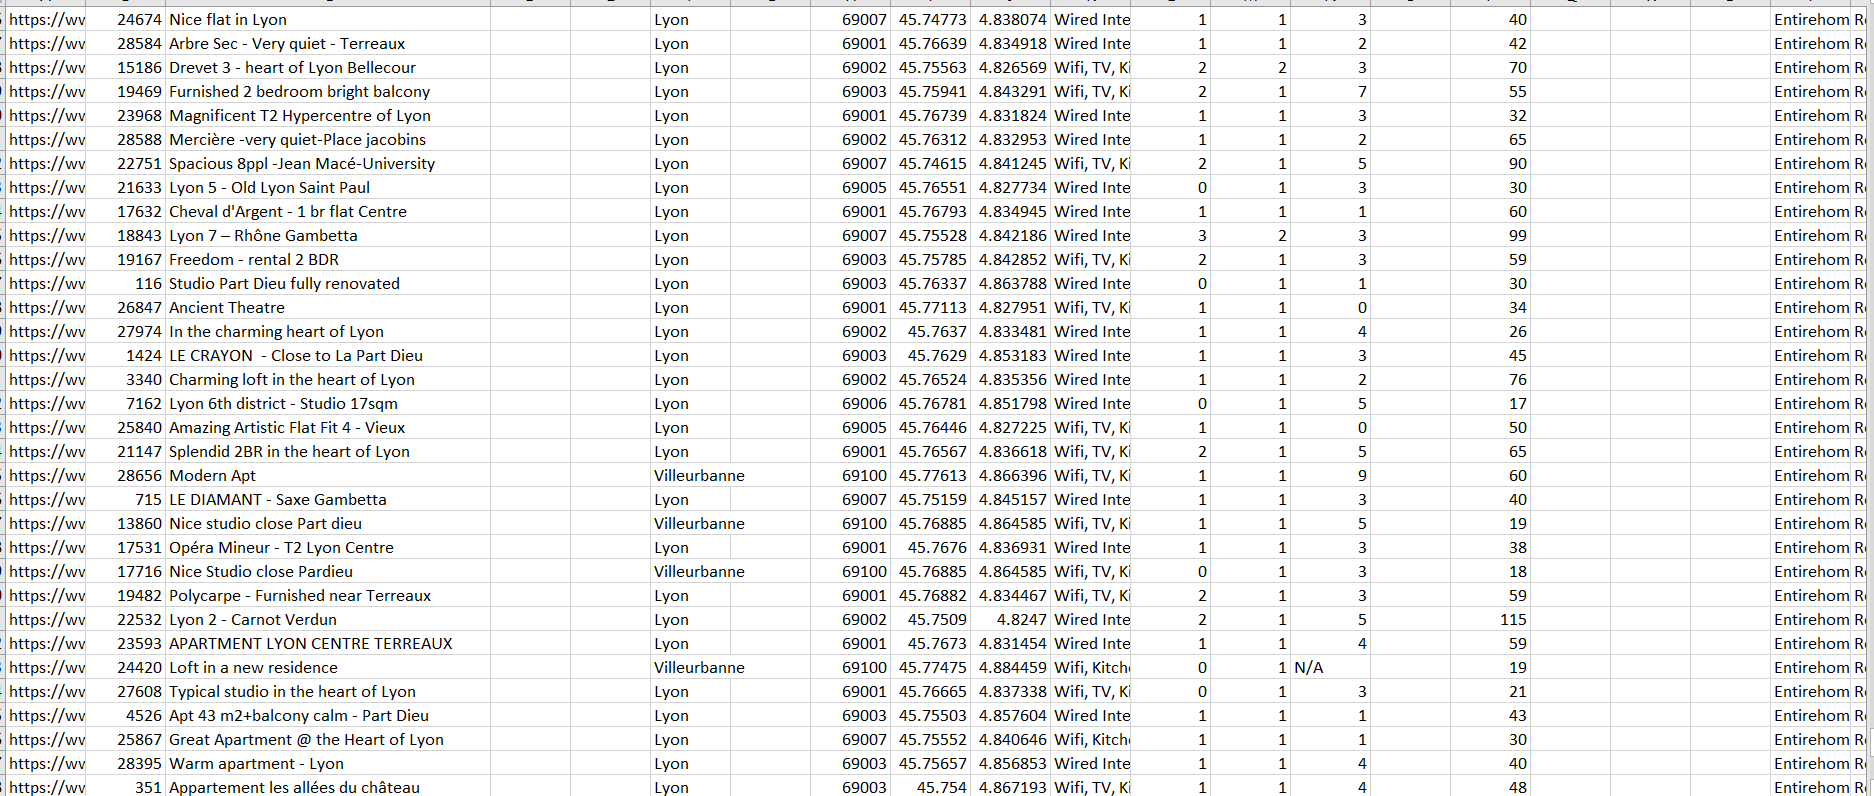 https://wv 24674 Nice flat in Lyon Lyon 69007 45.74773 4.838074 Wired Inte 1 1 3 40 Entirehom
https://wv 28584 Arbre Sec - Very quiet - Terreaux Lyon 69001 45.76639 4.834918 Wired Inte 1 1 2 42 Entirehom
https://wv 15186 Drevet 3 - heart of Lyon Bellecour Lyon 69002 45.75563 4.826569 Wifi, TV, Ki 2 2 3 70 Entirehom
https://wv 19469 Furnished 2 bedroom bright balcony Lyon 69003 45.75941 4.843291 Wifi, TV, Ki 2 1 7 55 Entirehom
https://wv 23968 Magnificent T2 Hypercentre of Lyon Lyon 69001 45.76739 4.831824 Wifi, TV, Ki 1 1 3 32 Entirehom
https://wv 28588 Mercière -very quiet-Place jacobins Lyon 69002 45.76312 4.832953 Wifi, TV, Ki 1 1 2 65 Entirehom
https://wv 22751 Spacious 8ppl -Jean Macé-University Lyon 69007 45.74615 4.841245 Wifi, TV, Ki 2 1 5 90 Entirehom
https://wv 21633 Lyon 5 - Old Lyon Saint Paul Lyon 69005 45.76551 4.827734 Wired Inte 0 1 3 30 Entirehom
https://wv 17632 Cheval d'Argent - 1 br flat Centre Lyon 69001 45.76793 4.834945 Wired Inte 1 1 1 60 Entirehom
https://wv 18843 Lyon 7 – Rhône Gambetta Lyon 69007 45.75528 4.842186 Wired Inte 3 2 3 99 Entirehom
https://wv 19167 Freedom - rental 2 BDR Lyon 69003 45.75785 4.842852 Wifi, TV, Ki 2 1 3 59 Entirehom
https://wv 116 Studio Part Dieu fully renovated Lyon 69003 45.76337 4.863788 Wired Inte 0 1 1 30 Entirehom
https://wv 26847 Ancient Theatre Lyon 69001 45.77113 4.827951 Wifi, TV, Ki 1 1 0 34 Entirehom
https://wv 27974 In the charming heart of Lyon Lyon 69002 45.7637 4.833481 Wired Inte 1 1 4 26 Entirehom
https://wv 1424 LE CRAYON  - Close to La Part Dieu Lyon 69003 45.7629 4.853183 Wired Inte 1 1 3 45 Entirehom
https://wv 3340 Charming loft in the heart of Lyon Lyon 69002 45.76524 4.835356 Wired Inte 1 1 2 76 Entirehom
https://wv 7162 Lyon 6th district - Studio 17sqm Lyon 69006 45.76781 4.851798 Wired Inte 0 1 5 17 Entirehom
https://wv 25840 Amazing Artistic Flat Fit 4 - Vieux Lyon 69005 45.76446 4.827225 Wifi, TV, Ki 1 1 0 50 Entirehom
https://wv 21147 Splendid 2BR in the heart of Lyon Lyon 69001 45.76567 4.836618 Wifi, TV, Ki 2 1 5 65 Entirehom
https://wv 28656 Modern Apt Villeurbanne 69100 45.77613 4.866396 Wifi, TV, Ki 1 1 9 60 Entirehom
https://wv 715 LE DIAMANT - Saxe Gambetta Lyon 69007 45.75159 4.845157 Wired Inte 1 1 3 40 Entirehom
https://wv 13860 Nice studio close Part dieu Villeurbanne 69100 45.76885 4.864585 Wifi, TV, Ki 1 1 5 19 Entirehom
https://wv 17531 Opéra Mineur - T2 Lyon Centre Lyon 69001 45.7676 4.836931 Wired Inte 1 1 3 38 Entirehom
https://wv 17716 Nice Studio close Pardieu Villeurbanne 69100 45.76885 4.864585 Wifi, TV, Ki 0 1 3 18 Entirehom
https://wv 19482 Polycarpe - Furnished near Terreaux Lyon 69001 45.76882 4.834467 Wifi, TV, Ki 2 1 3 59 Entirehom
https://wv 22532 Lyon 2 - Carnot Verdun Lyon 69002 45.7509 4.8247 Wired Inte 2 1 5 115 Entirehom
https://wv 23593 APARTMENT LYON CENTRE TERREAUX Lyon 69001 45.7673 4.831454 Wired Inte 1 1 4 59 Entirehom
https://wv 24420 Loft in a new residence Villeurbanne 69100 45.77475 4.884459 Wifi, Kitche 0 1 N/A 19 Entirehom
https://wv 27608 Typical studio in the heart of Lyon Lyon 69001 45.76665 4.837338 Wifi, TV, Ki 0 1 3 21 Entirehom
https://wv 4526 Apt 43 m2+balcony calm - Part Dieu Lyon 69003 45.75503 4.857604 Wired Inte 1 1 1 43 Entirehom
https://wv 25867 Great Apartment @ the Heart of Lyon Lyon 69007 45.75552 4.840646 Wifi, Kitche 1 1 1 30 Entirehom
https://wv 28395 Warm apartment - Lyon Lyon 69003 45.75657 4.856853 Wired Inte 1 1 4 40 Entirehom
https://wv 351 Appartement les allées du château Lyon 69003 45.754 4.867193 Wifi, TV, Ki 1 1 4 48 Entirehom